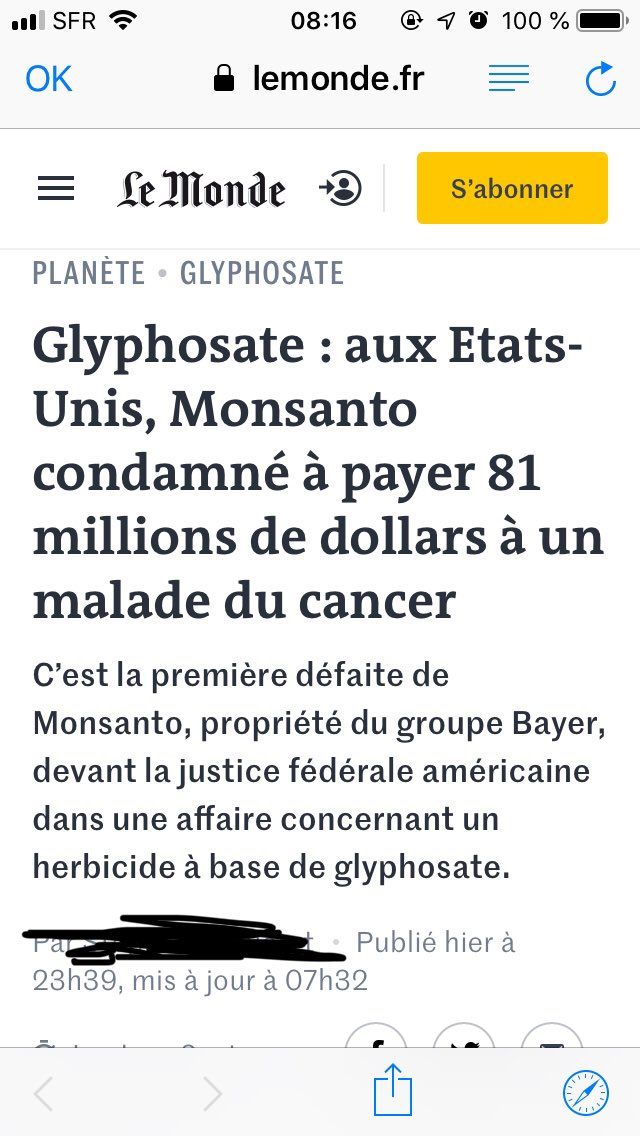 SFR 08:16 100 %
OK lemonde.fr
Le Monde S’abonner
PLANÈTE • GLYPHOSATE
Glyphosate : aux Etats-
Unis, Monsanto
condamné à payer 81
millions de dollars à un
malade du cancer
C’est la première défaite de
Monsanto, propriété du groupe Bayer,
devant la justice fédérale américaine
dans une affaire concernant un
herbicide à base de glyphosate.
Par • Publié hier à
23h39, mis à jour à 07h32